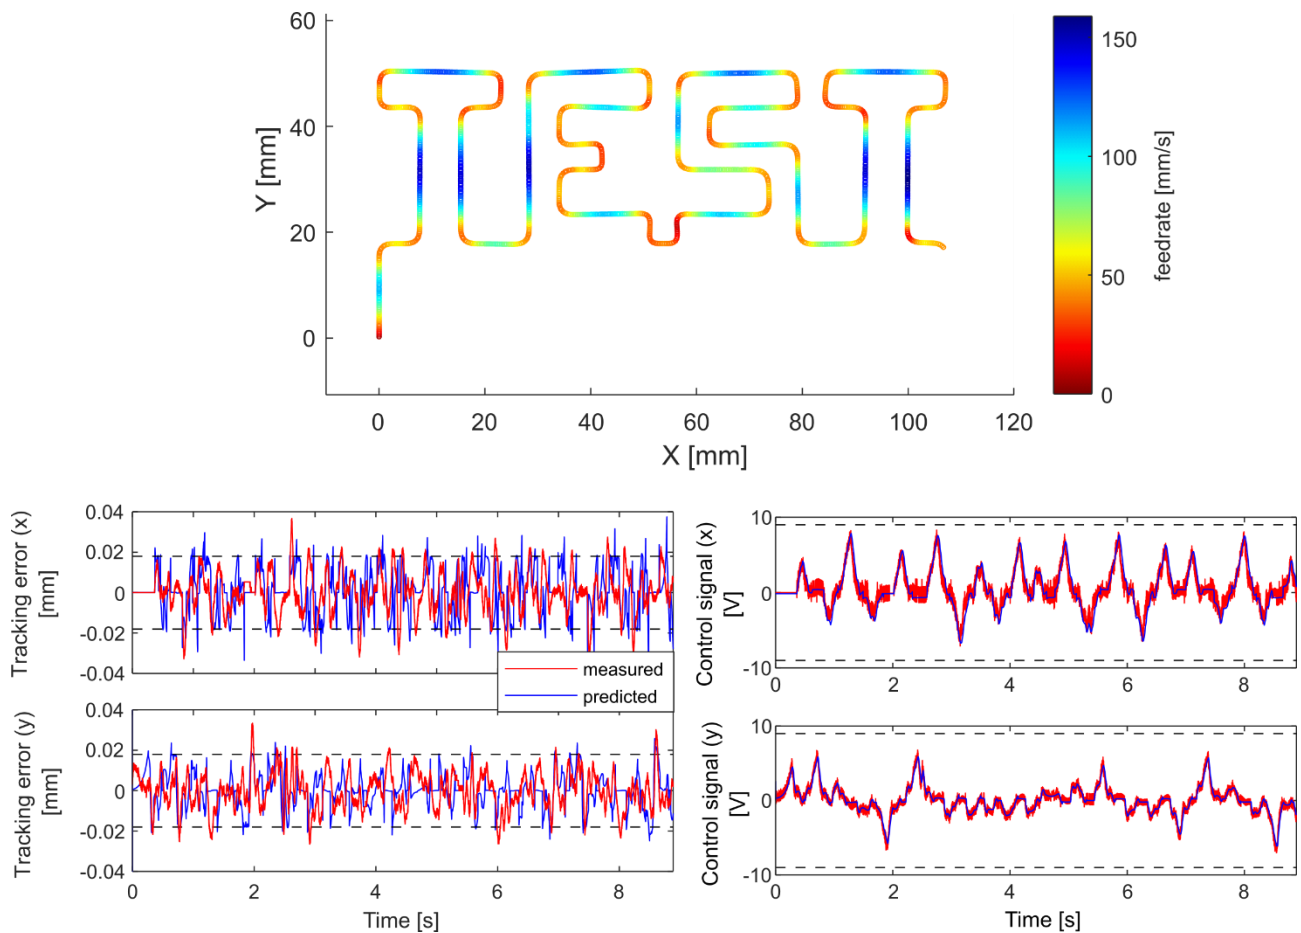 60
40
20
0
Y [mm]
0 20 40 60 80 100 120
X [mm]
150
100
50
0
feedrate [mm/s]
TEST
0.04
0.02
0
-0.02
-0.04
Tracking error (x)
[mm]
measured
predicted
0.04
0.02
0
-0.02
-0.04
Tracking error (y)
[mm]
0 2 4 6 8
Time [s]
10
0
-10
Control signal (x)
[V]
0 2 4 6 8
10
0
-10
Control signal (y)
[V]
0 2 4 6 8
Time [s]